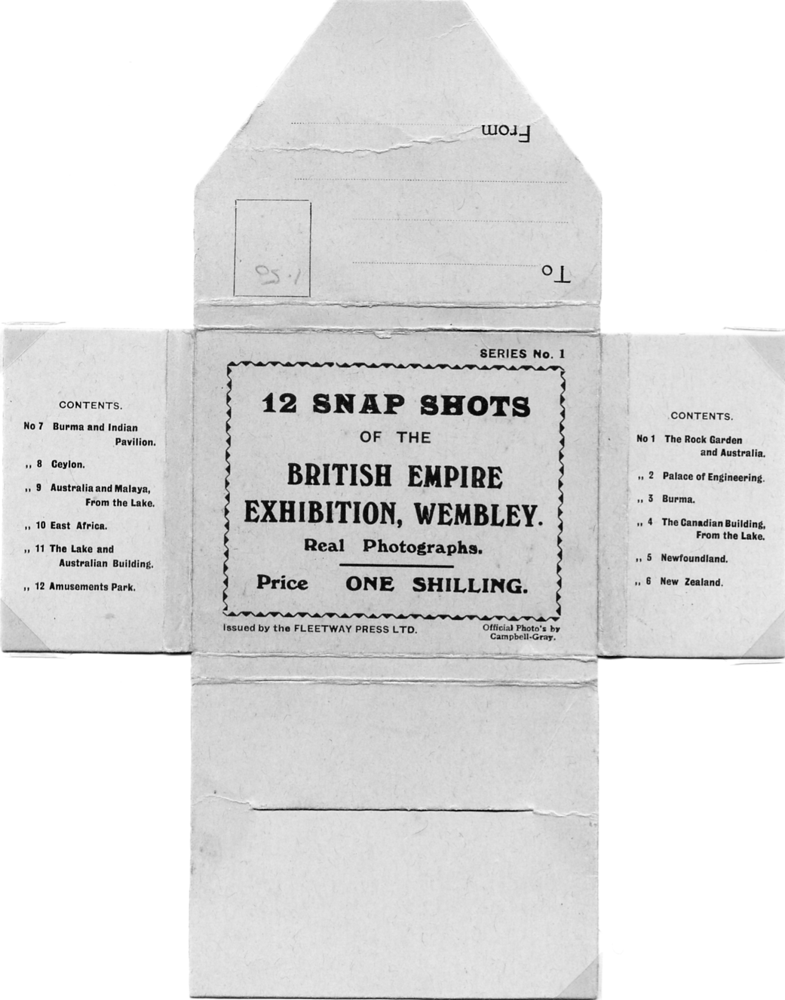 From
To
1.50
SERIES No. 1
12 SNAP SHOTS
OF THE
BRITISH EMPIRE
EXHIBITION, WEMBLEY.
Real Photographs.
Price ONE SHILLING.
Issued by the FLEETWAY PRESS LTD.
Official Photo's by
Campbell-Gray.
CONTENTS.
No 7 Burma and Indian
Pavilion.
,, 8 Ceylon.
,, 9 Australia and Malaya,
From the Lake.
,, 10 East Africa.
,, 11 The Lake and
Australian Building.
,, 12 Amusements Park.
CONTENTS.
No 1 The Rock Garden
and Australia.
,, 2 Palace of Engineering.
,, 3 Burma.
,, 4 The Canadian Building,
From the Lake.
,, 5 Newfoundland.
,, 6 New Zealand.